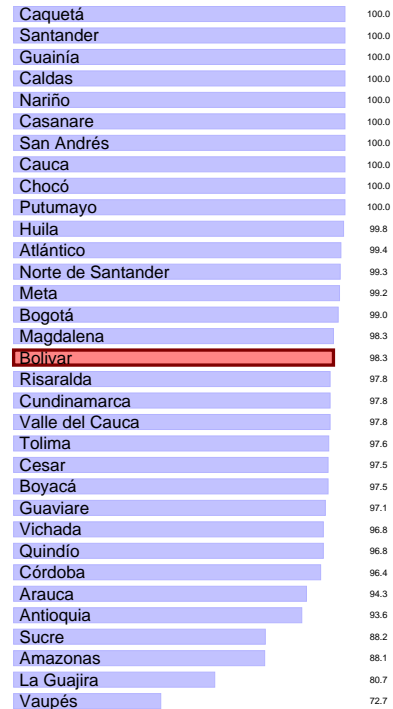 Caquetá 100.0
Santander 100.0
Guainía 100.0
Caldas 100.0
Nariño 100.0
Casanare 100.0
San Andrés 100.0
Cauca 100.0
Chocó 100.0
Putumayo 100.0
Huila 99.8
Atlántico 99.4
Norte de Santander 99.3
Meta 99.2
Bogotá 99.0
Magdalena 98.3
Bolivar 98.3
Risaralda 97.8
Cundinamarca 97.8
Valle del Cauca 97.8
Tolima 97.6
Cesar 97.5
Boyacá 97.5
Guaviare 97.1
Vichada 96.8
Quindío 96.8
Córdoba 96.4
Arauca 94.3
Antioquia 93.6
Sucre 88.2
Amazonas 88.1
La Guajira 80.7
Vaupés 72.7